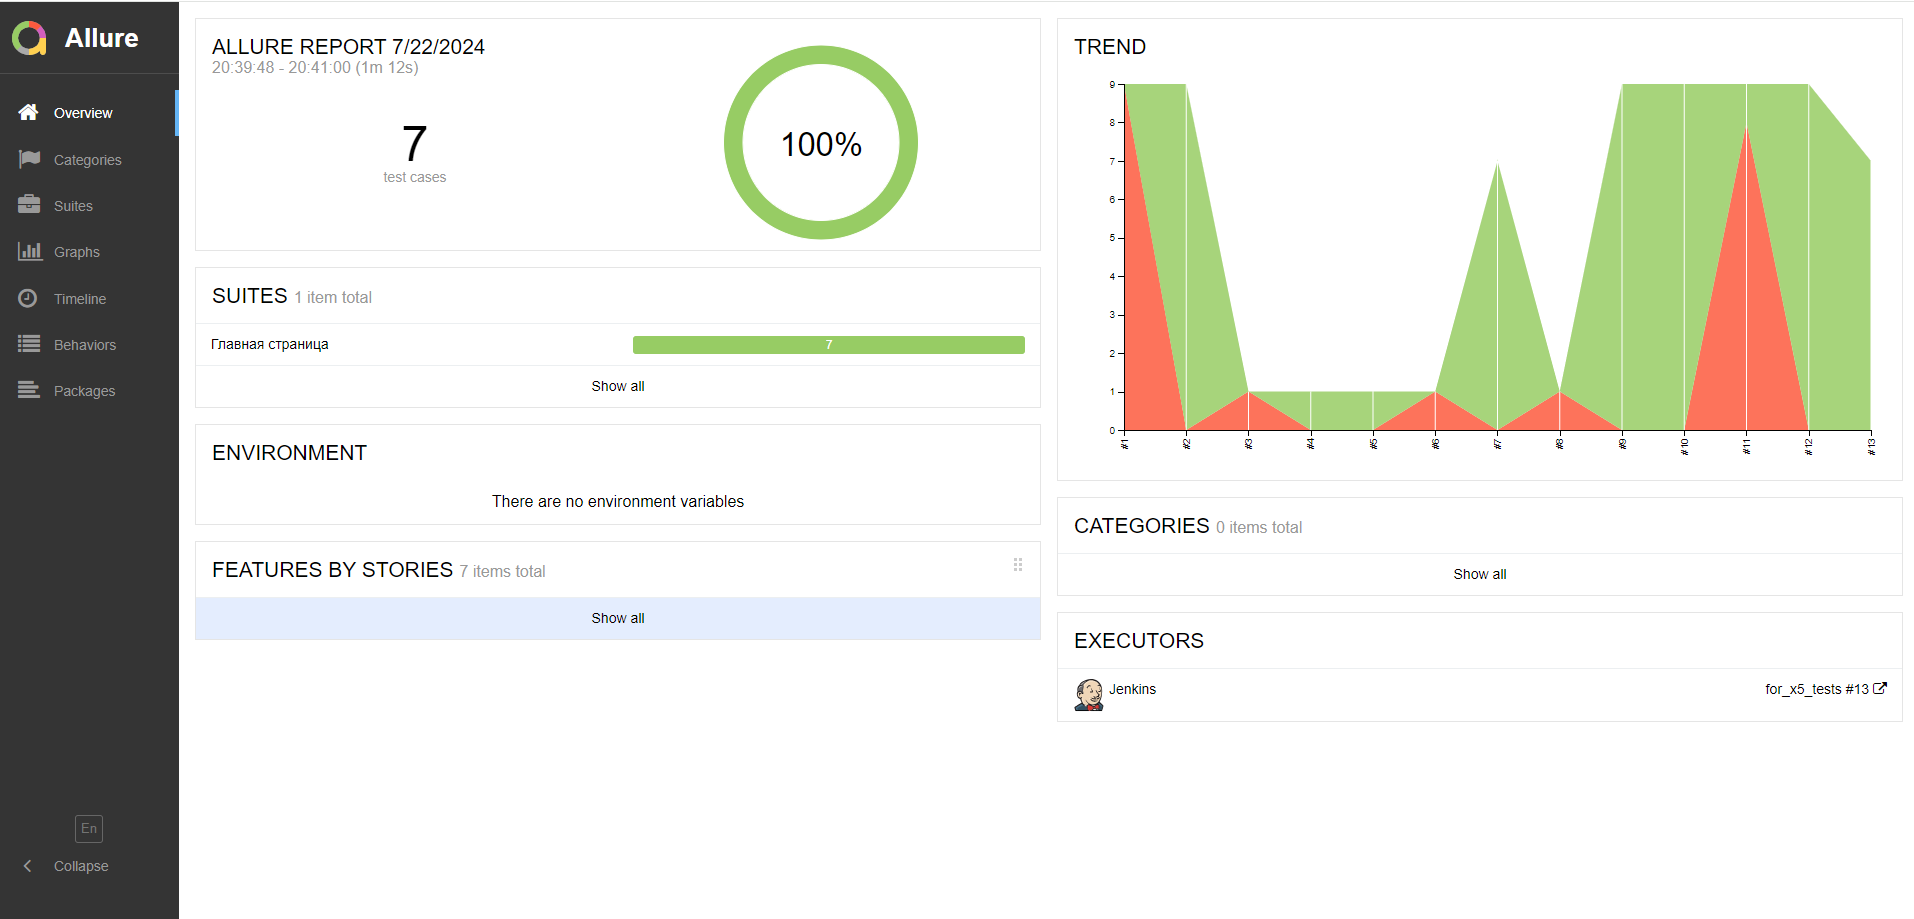 Allure
Overview
Categories
Suites
Graphs
Timeline
Behaviors
Packages
En
Collapse
ALLURE REPORT 7/22/2024
20:39:48 - 20:41:00 (1m 12s)
7
test cases
100%
SUITES 1 item total
Главная страница 7
Show all
ENVIRONMENT
There are no environment variables
FEATURES BY STORIES 7 items total
Show all
TREND
9
8
7
6
5
4
3
2
1
0
#1 #2 #3 #4 #5 #6 #7 #8 #9 #10 #11 #12 #13
CATEGORIES 0 items total
Show all
EXECUTORS
Jenkins for_x5_tests #13